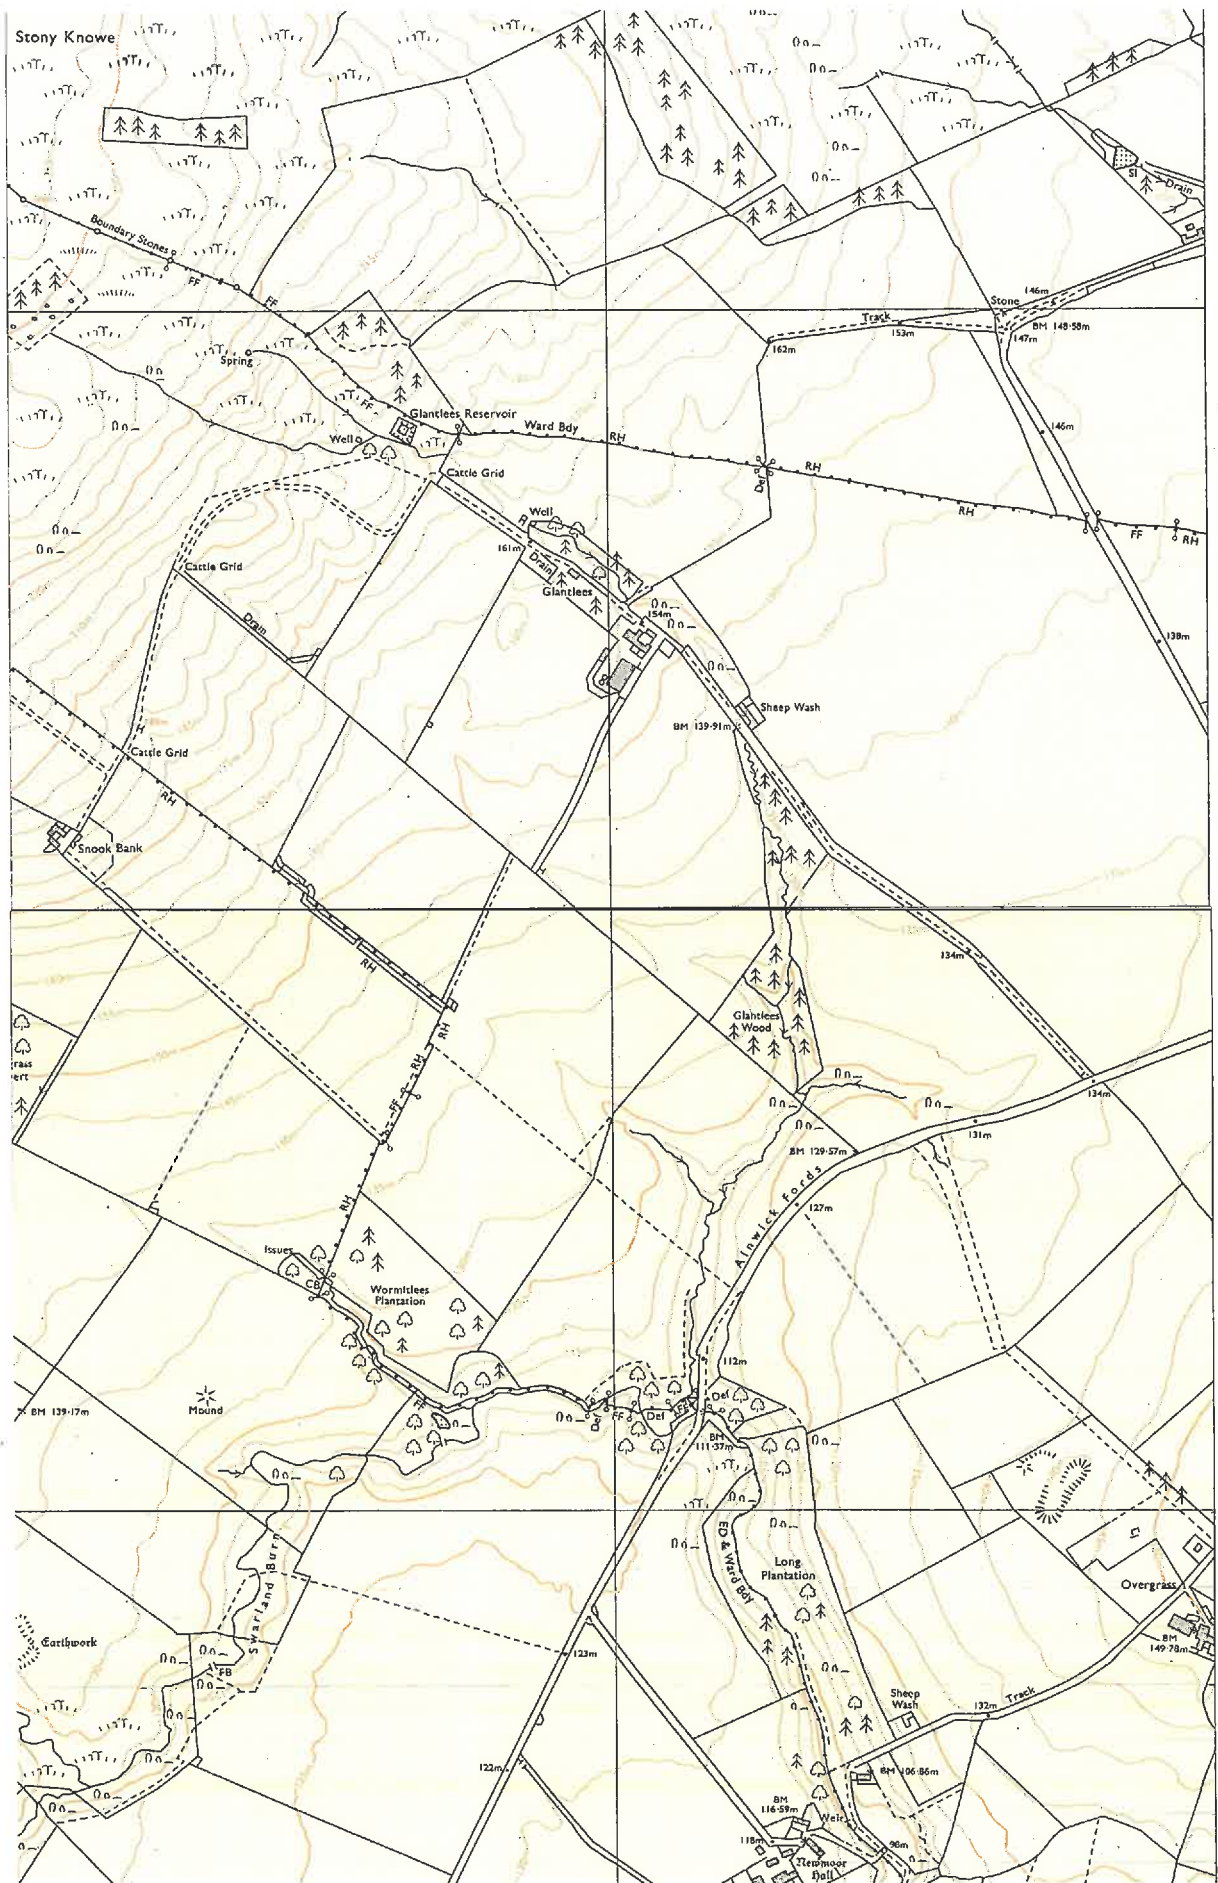 Stony Knowe
Boundary Stones
FF
FF
SI
Drain
146m
Stone
Track
153m
BM 148·58m
147m
162m
Spring
FF
Glantlees Reservoir
Ward Bdy
RH
Well
146m
RH
Cattle Grid
Def
RH
FF
RH
Well
161m
Drain
Cattle Grid
Glantlees
154m
Drain
138m
Sheep Wash
BM 139·91m
Cattle Grid
RH
Snook Bank
134m
RH
Glantlees
Wood
RH
RH
FF
134m
131m
BM 129·57m
Alnwick Fords
127m
RH
Issues
CB
Wormitlees
Plantation
112m
Mound
BM 139·17m
Def
FF
Def
FF
Def
BM
111·37m
ED & Ward Bdy
Long
Plantation
Swarland Burn
Overgrass
Earthwork
123m
BM
149·78m
FB
Sheep
Wash
132m
Track
122m
BM 106·86m
BM
116·59m
Weir
118m
98m
Newmoor
Hall